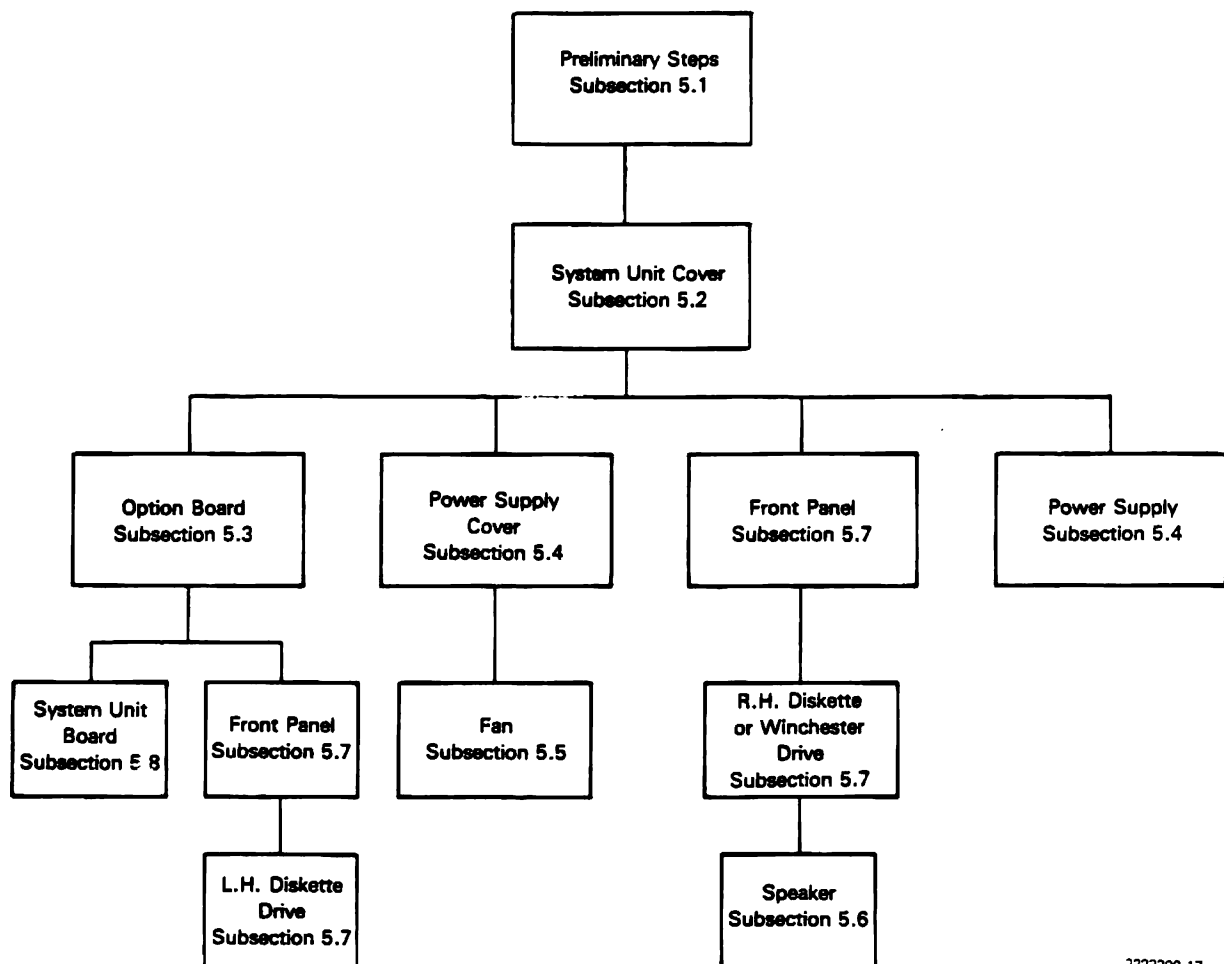 Preliminary Steps
Subsection 5.1
System Unit Cover
Subsection 5.2
Option Board
Subsection 5.3
Power Supply
Cover
Subsection 5.4
Front Panel
Subsection 5.7
Power Supply
Subsection 5.4
System Unit
Board
Subsection 5.8
Front Panel
Subsection 5.7
Fan
Subsection 5.5
R.H. Diskette
or Winchester
Drive
Subsection 5.7
L.H. Diskette
Drive
Subsection 5.7
Speaker
Subsection 5.6